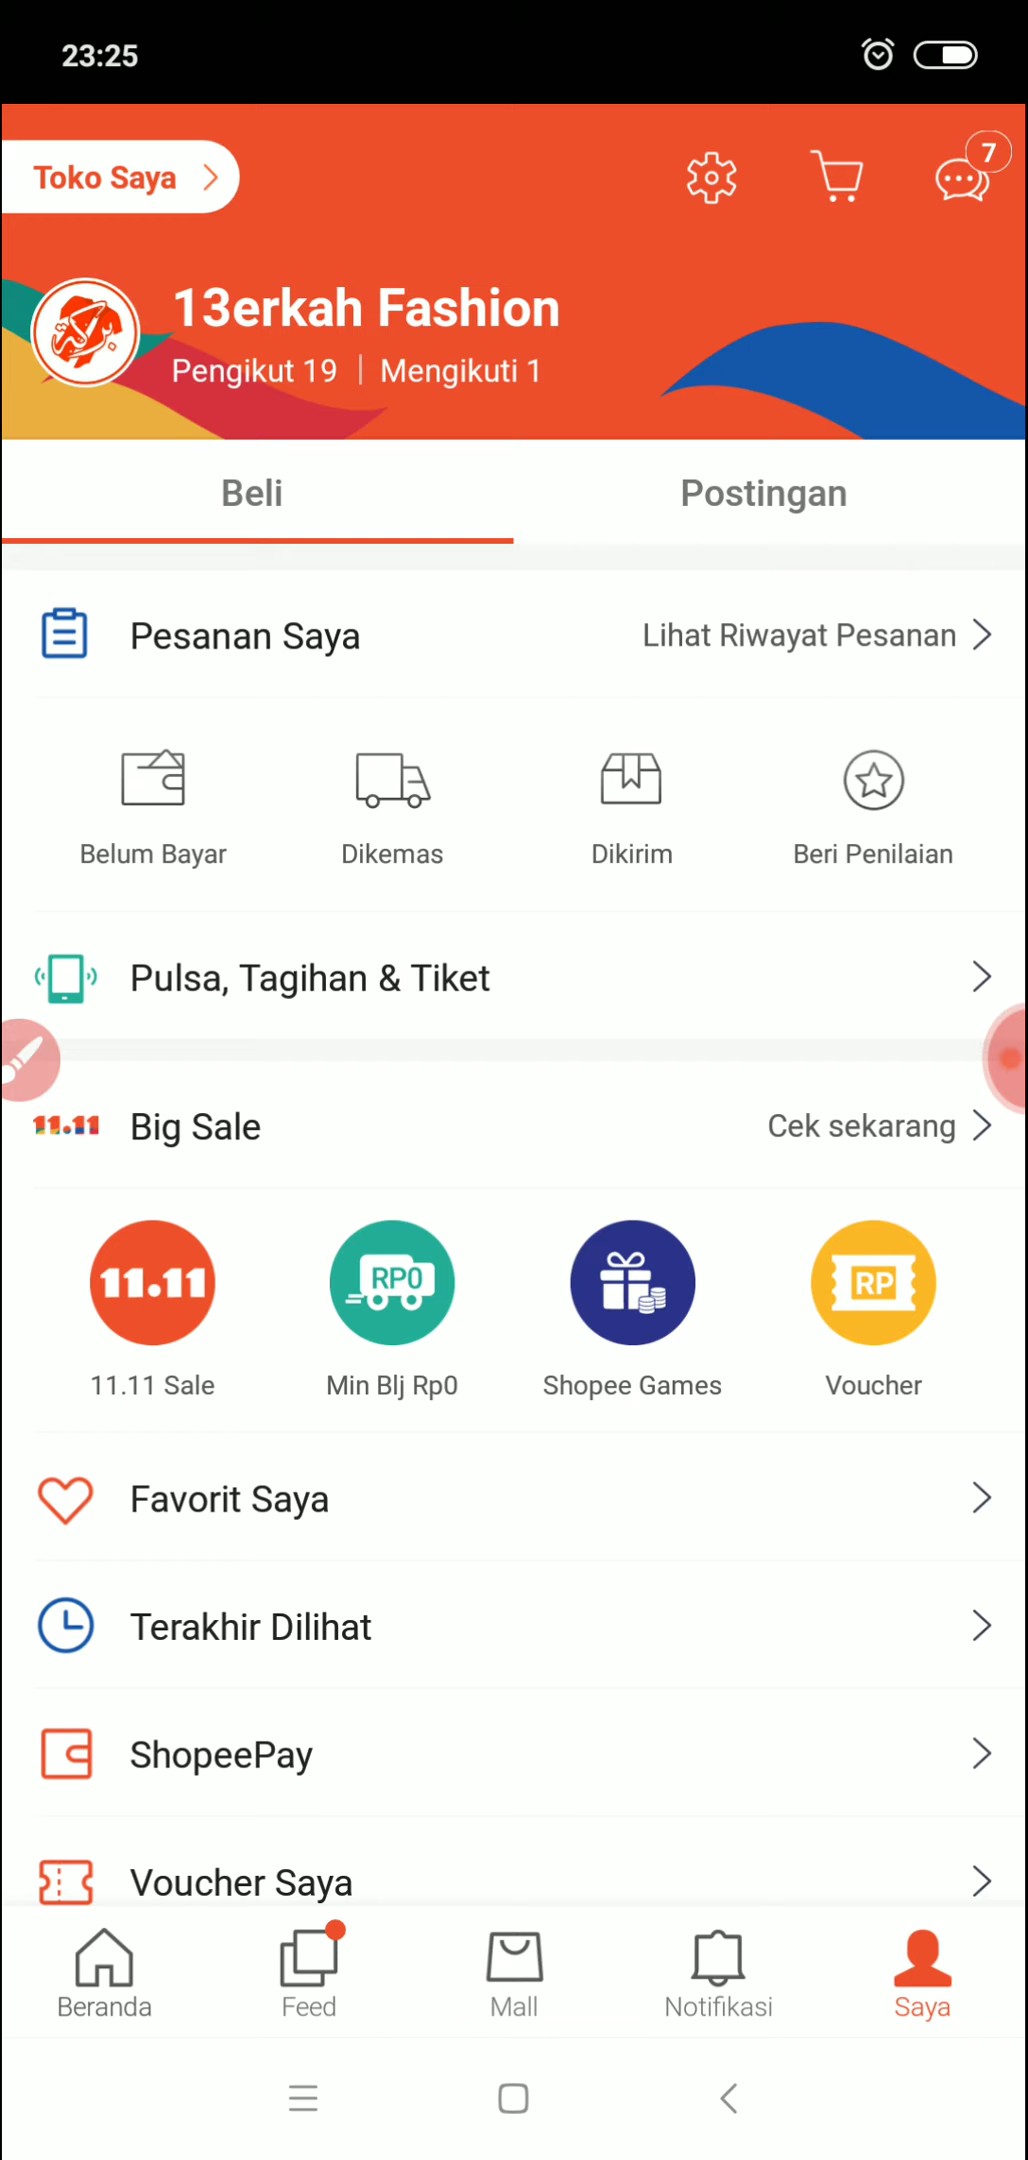 23:25
Toko Saya
7
13erkah Fashion
Pengikut 19 | Mengikuti 1
Beli
Postingan
Pesanan Saya
Lihat Riwayat Pesanan
Belum Bayar
Dikemas
Dikirim
Beri Penilaian
Pulsa, Tagihan & Tiket
11.11
Big Sale
Cek sekarang
11.11
RP0
RP
11.11 Sale
Min Blj Rp0
Shopee Games
Voucher
Favorit Saya
Terakhir Dilihat
ShopeePay
Voucher Saya
Beranda
Feed
Mall
Notifikasi
Saya